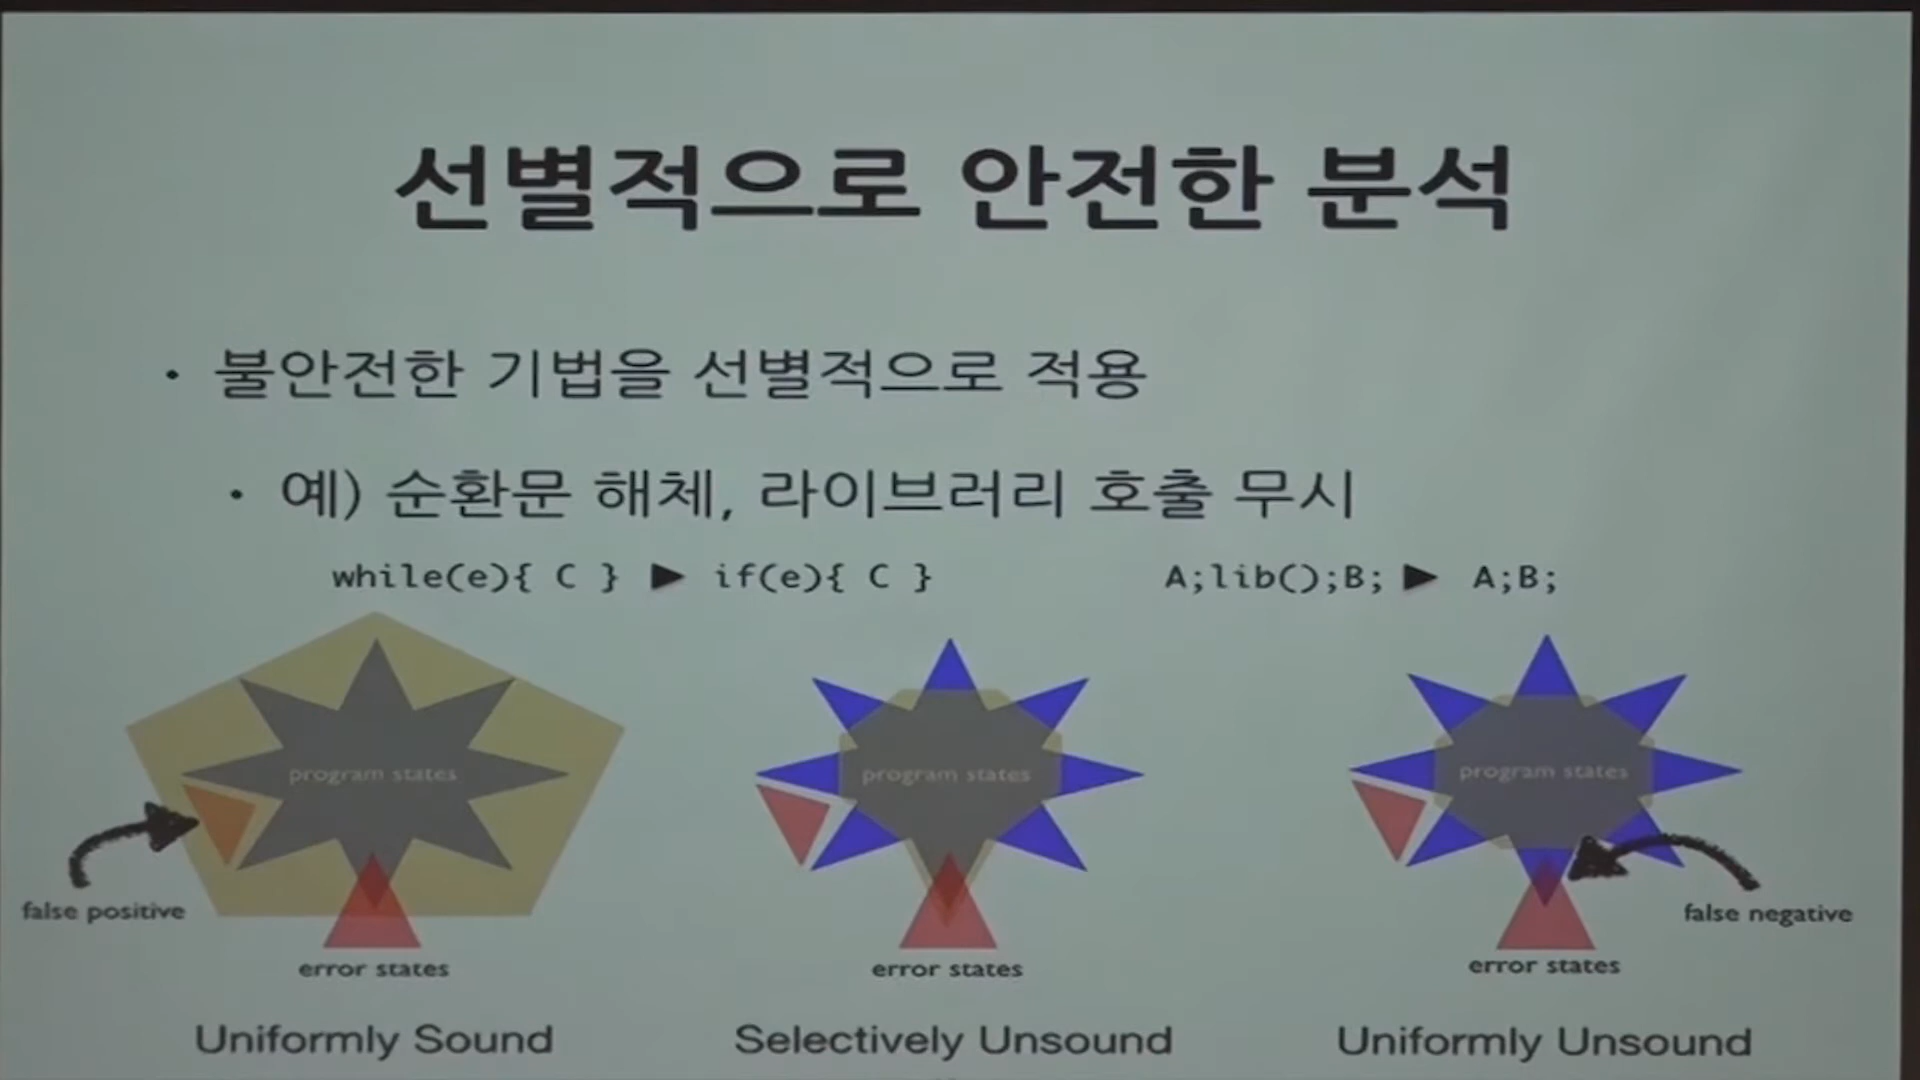 선별적으로 안전한 분석
• 불안전한 기법을 선별적으로 적용
• 예) 순환문 해체, 라이브러리 호출 무시
while(e){ C } ▶ if(e){ C }
A;lib();B; ▶ A;B;
program states
program states
program states
false positive
false negative
error states
error states
error states
Uniformly Sound
Selectively Unsound
Uniformly Unsound